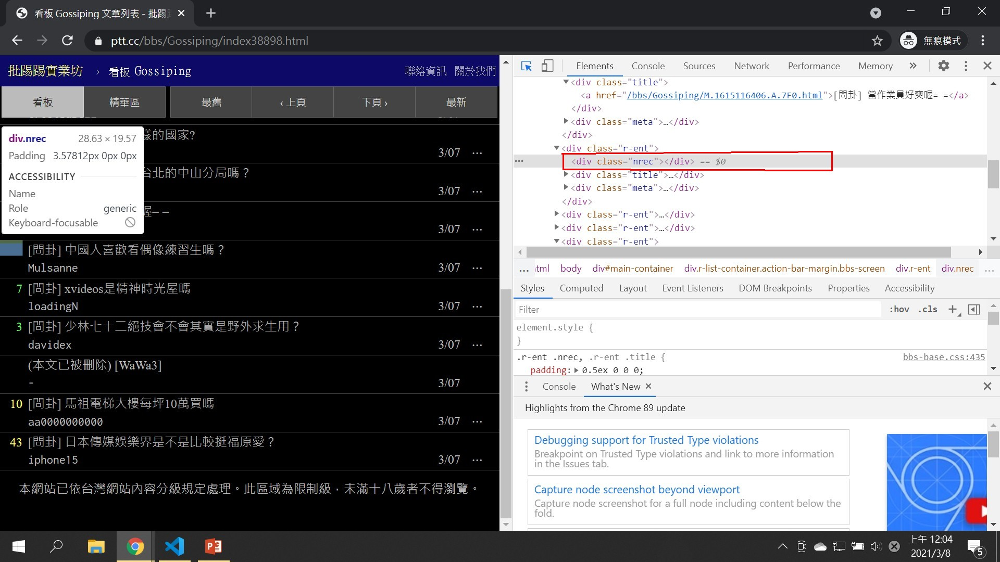 看板 Gossiping 文章列表 - 批踢
ptt.cc/bbs/Gossiping/index38898.html
無痕模式
批踢踢實業坊 › 看板 Gossiping
聯絡資訊 關於我們
看板 精華區 最舊 ‹ 上頁 下頁 › 最新
div.nrec 28.63 × 19.57
Padding 3.57812px 0px 0px
ACCESSIBILITY
Name
Role generic
Keyboard-focusable
樣的國家?
3/07 ...
台北的中山分局嗎？
3/07 ...
喔= =
3/07 ...
[問卦] 中國人喜歡看偶像練習生嗎？
Mulsanne 3/07 ...
7 [問卦] xvideos是精神時光屋嗎
loadingN 3/07 ...
3 [問卦] 少林七十二絕技會不會其實是野外求生用？
davidex 3/07 ...
(本文已被刪除) [WaWa3]
- 3/07
10 [問卦] 馬祖電梯大樓每坪10萬買嗎
aa0000000000 3/07 ...
43 [問卦] 日本傳媒娛樂界是不是比較挺福原愛？
iphone15 3/07 ...
本網站已依台灣網站內容分級規定處理。此區域為限制級，未滿十八歲者不得瀏覽。
Elements Console Sources Network Performance Memory »
<div class="title">
<a href="/bbs/Gossiping/M.1615116406.A.7F0.html">[問卦] 當作業員好爽喔= =</a>
</div>
<div class="meta">…</div>
</div>
<div class="r-ent">
<div class="nrec"></div> == $0
<div class="title">…</div>
<div class="meta">…</div>
</div>
<div class="r-ent">…</div>
<div class="r-ent">…</div>
<div class="r-ent">
... tml body div#main-container div.r-list-container.action-bar-margin.bbs-screen div.r-ent div.nrec ...
Styles Computed Layout Event Listeners DOM Breakpoints Properties Accessibility
Filter :hov .cls +
element.style {
}
.r-ent .nrec, .r-ent .title { bbs-base.css:435
padding: 0.5ex 0 0 0;
Console What's New
Highlights from the Chrome 89 update
Debugging support for Trusted Type violations
Breakpoint on Trusted Type violations and link to more information
in the Issues tab.
Capture node screenshot beyond viewport
Capture node screenshot for a full node including content below the
fold.
上午 12:04
2021/3/8
5